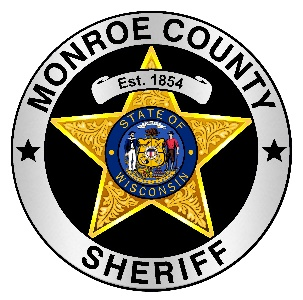 MONROE COUNTY
Est. 1854
STATE OF
WISCONSIN
SHERIFF